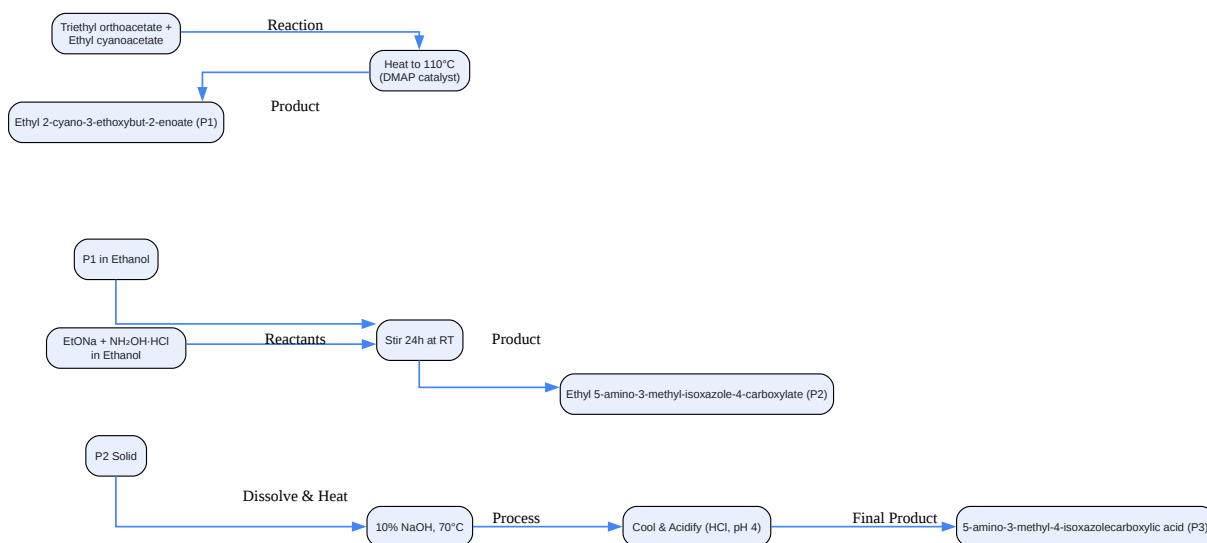 Triethyl orthoacetate +
Ethyl cyanoacetate
Reaction
Heat to 110°C
(DMAP catalyst)
Product
Ethyl 2-cyano-3-ethoxybut-2-enoate (P1)
P1 in Ethanol
EtONa + NH₂OH·HCl
in Ethanol
Reactants
Stir 24h at RT
Product
Ethyl 5-amino-3-methyl-isoxazole-4-carboxylate (P2)
P2 Solid
Dissolve & Heat
10% NaOH, 70°C
Process
Cool & Acidify (HCl, pH 4)
Final Product
5-amino-3-methyl-4-isoxazolecarboxylic acid (P3)